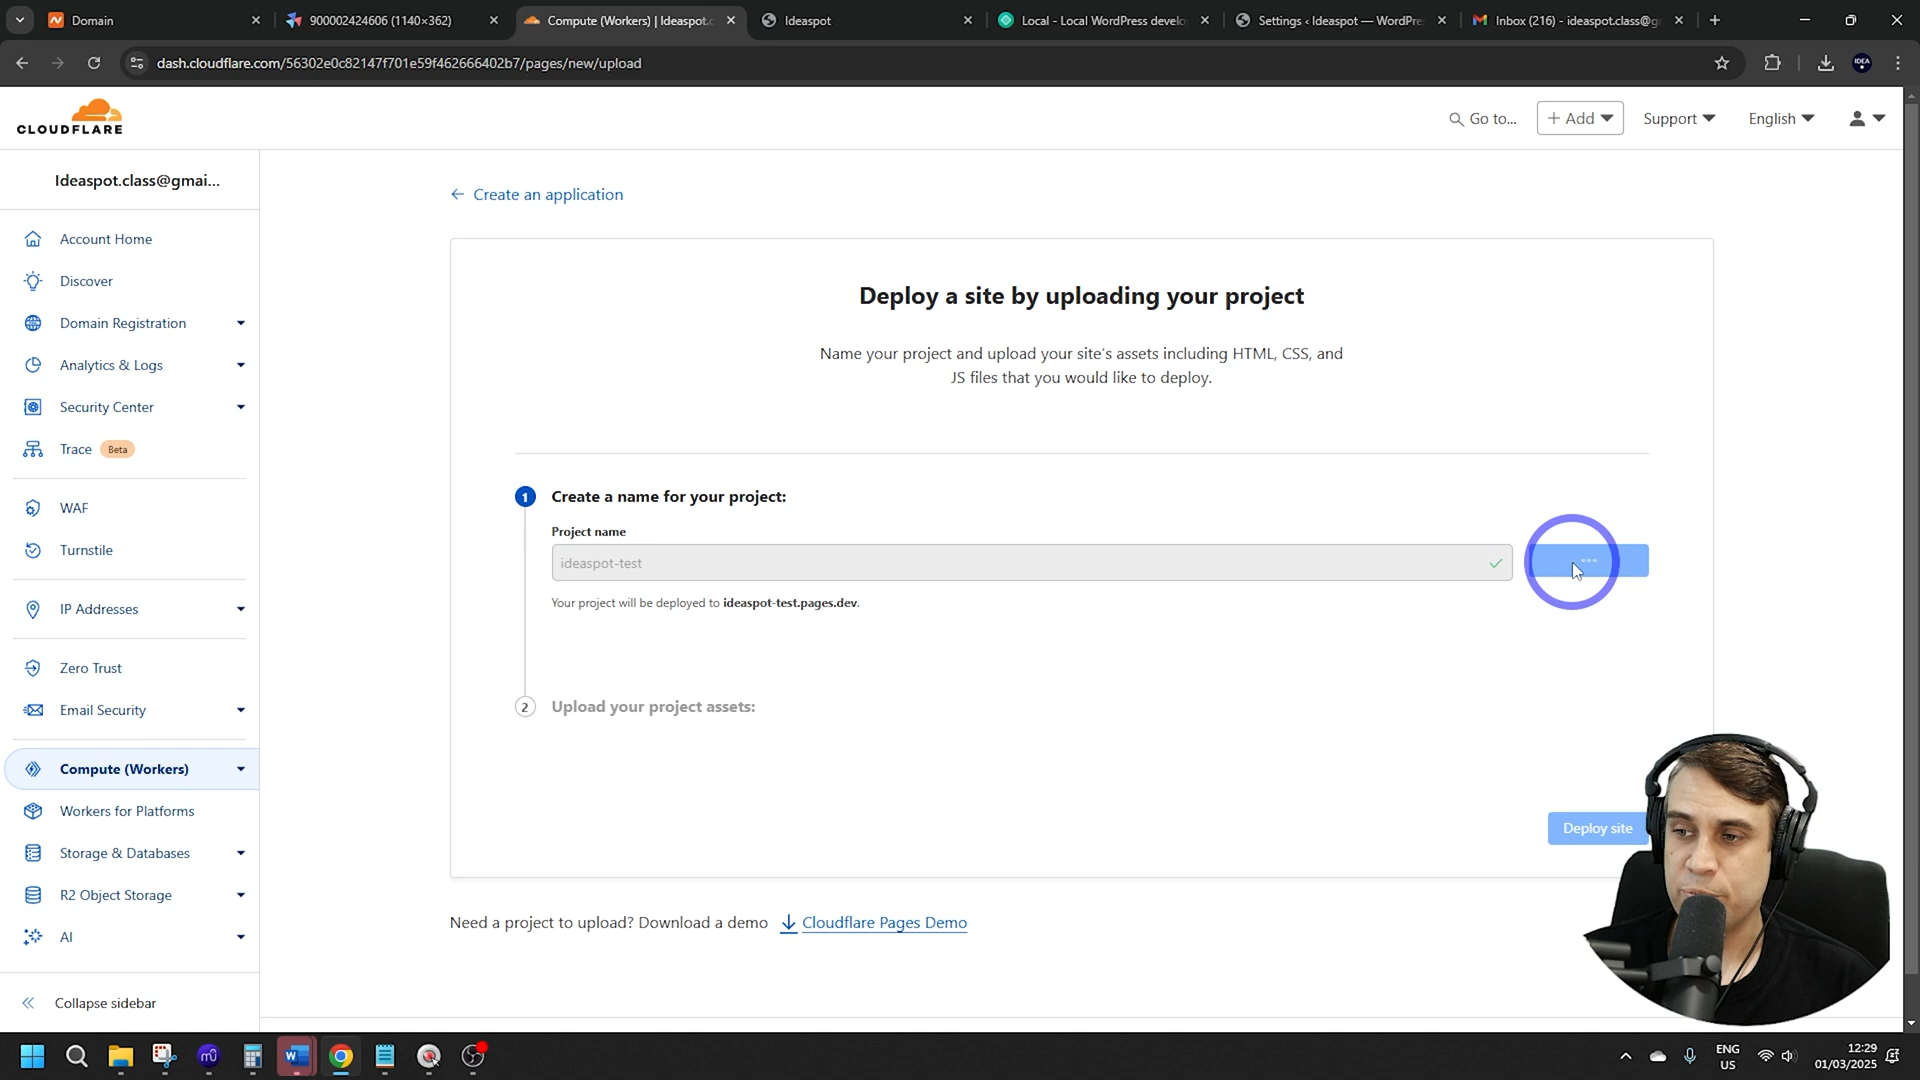 Domain
900002424606 (1140×362)
Compute (Workers) | Ideaspot.c
Ideaspot
Local - Local WordPress develo
Settings ‹ Ideaspot — WordPre
Inbox (216) - ideaspot.class@g
dash.cloudflare.com/56302e0c82147f701e59f462666402b7/pages/new/upload
IDEA
CLOUDFLARE
Go to...
+ Add
Support
English
Ideaspot.class@gmai...
Account Home
Discover
Domain Registration
Analytics & Logs
Security Center
Trace Beta
WAF
Turnstile
IP Addresses
Zero Trust
Email Security
Compute (Workers)
Workers for Platforms
Storage & Databases
R2 Object Storage
AI
Collapse sidebar
← Create an application
Deploy a site by uploading your project
Name your project and upload your site's assets including HTML, CSS, and
JS files that you would like to deploy.
1 Create a name for your project:
Project name
ideaspot-test
Your project will be deployed to ideaspot-test.pages.dev.
2 Upload your project assets:
Deploy site
Need a project to upload? Download a demo Cloudflare Pages Demo
ENG
US
12:29
01/03/2025